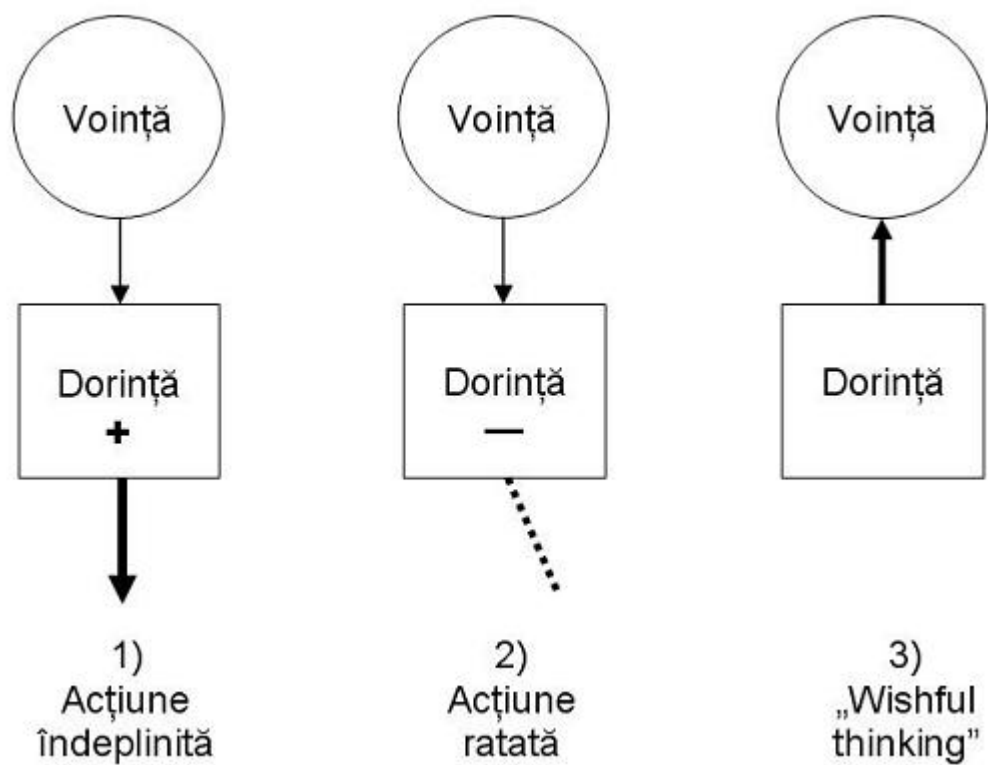 Voință
Voință
Voință
Dorință
+
Dorință
—
Dorință
1)
Acțiune
îndeplinită
2)
Acțiune
ratată
3)
„Wishful
thinking”